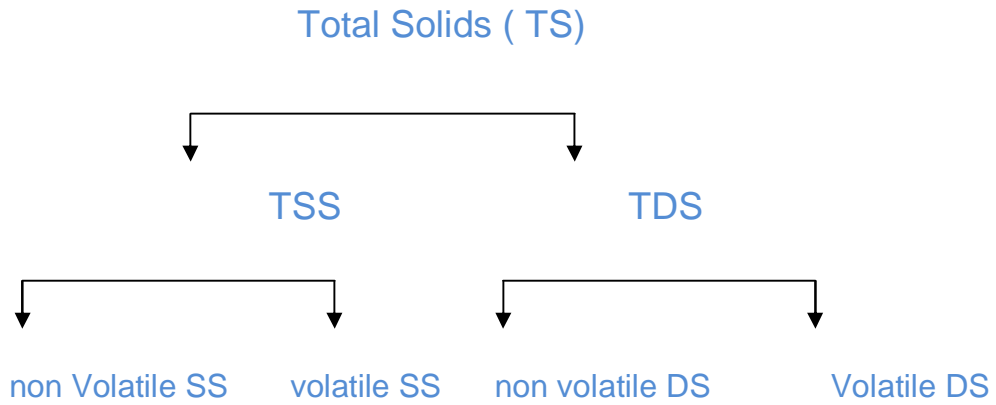 Total Solids ( TS)
TSS TDS
non Volatile SS volatile SS non volatile DS Volatile DS